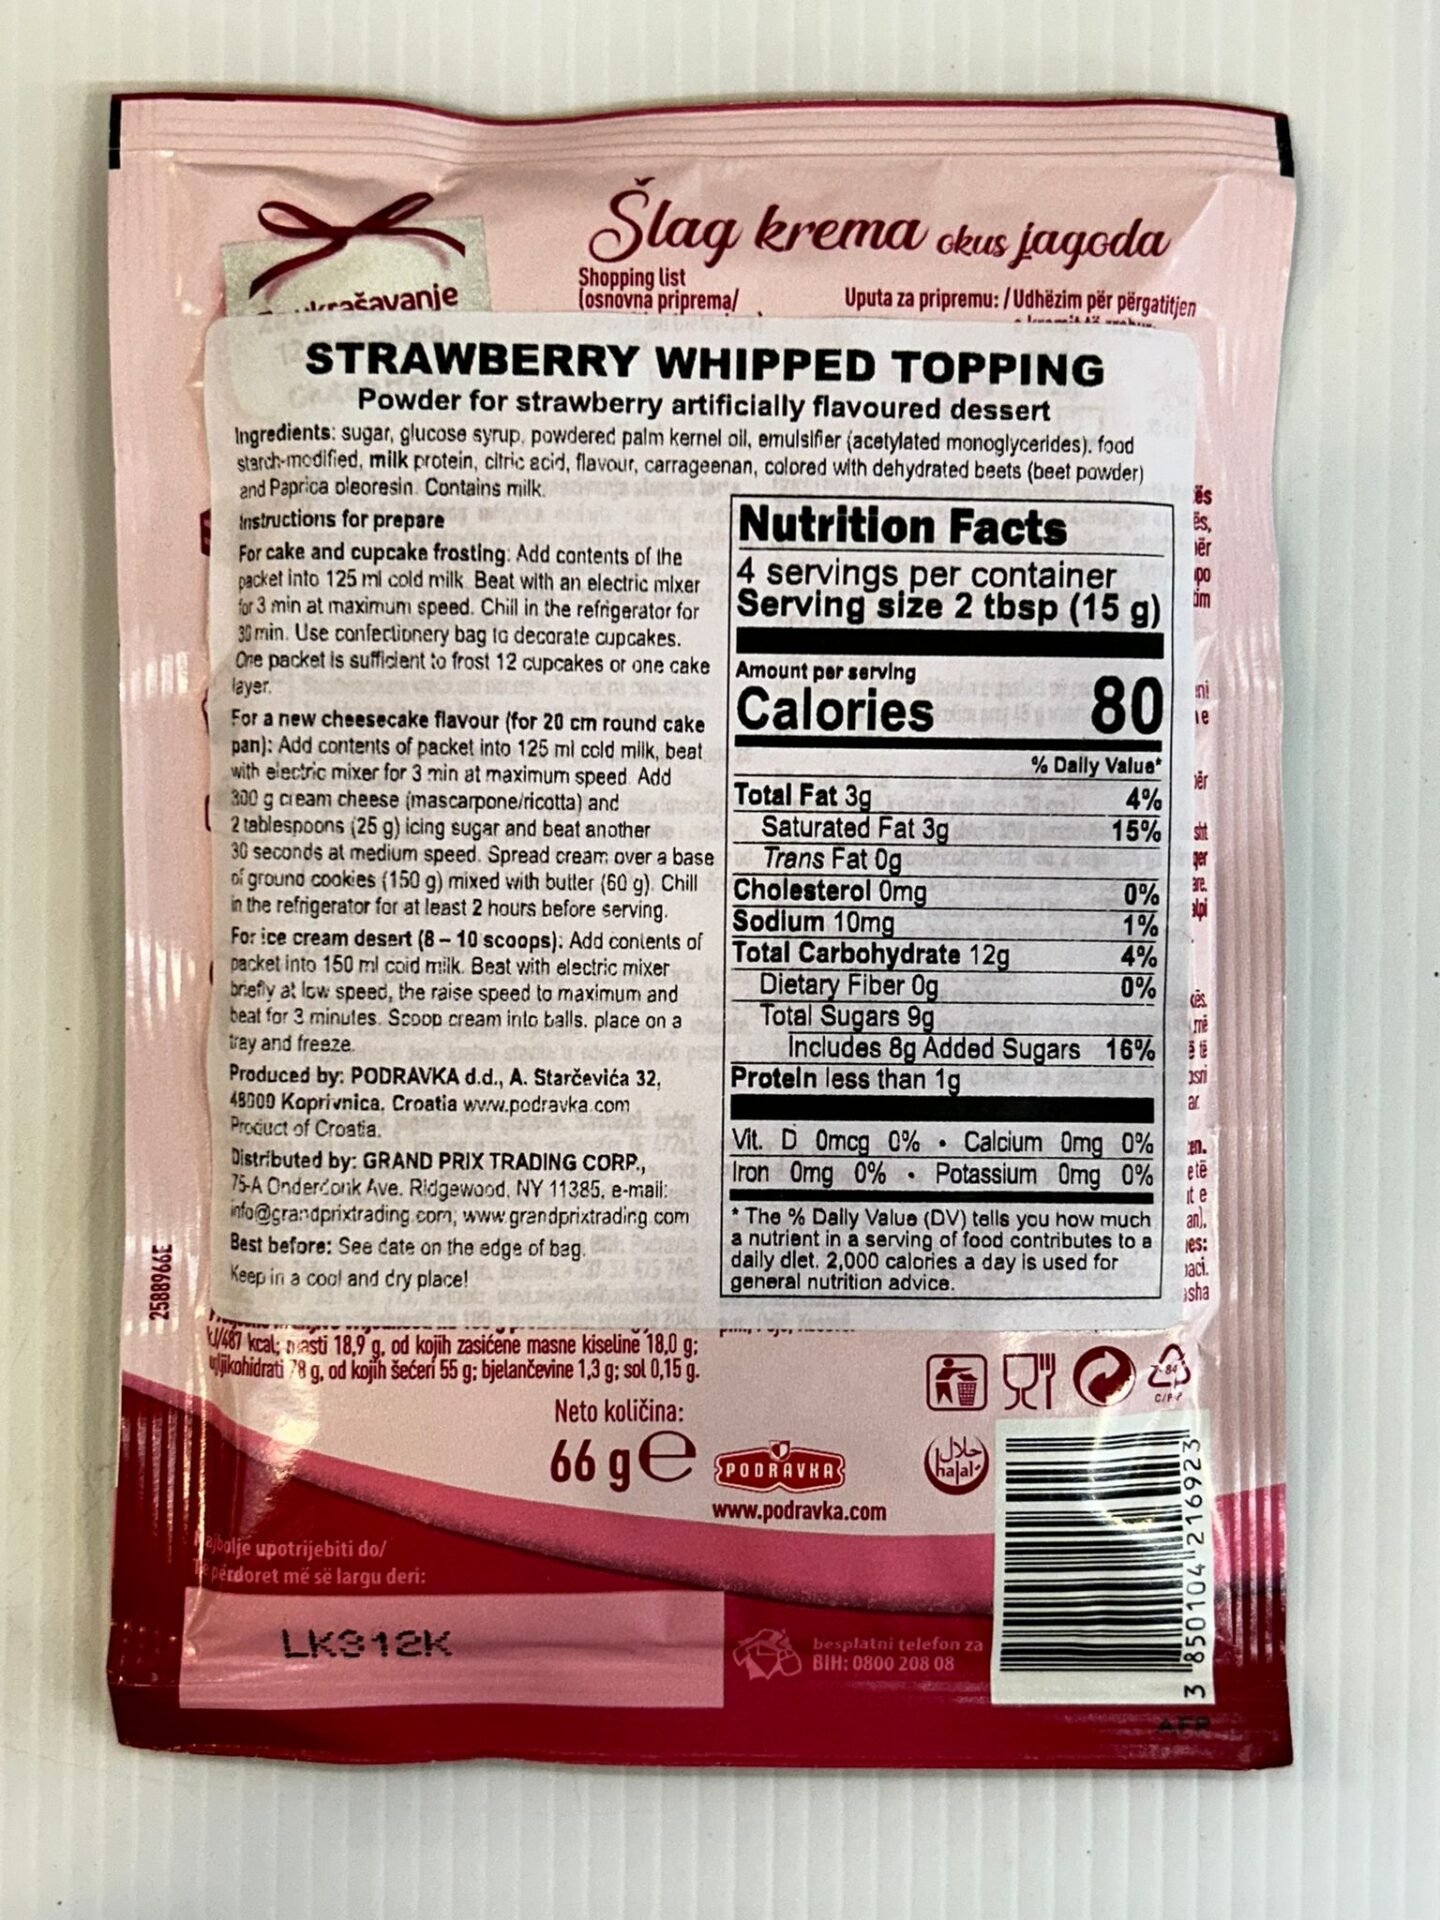 Šlag krema okus jagoda
ukrašavanje
Shopping list
(osnovna priprema/
Uputa za pripremu: / Udhëzim për përgatitjen
STRAWBERRY WHIPPED TOPPING
Powder for strawberry artificially flavoured dessert
Ingredients: sugar, glucose syrup, powdered palm kernel oil, emulsifier (acetylated monoglycerides), food
starch-modified, milk protein, citric acid, flavour, carrageenan, colored with dehydrated beets (beet powder)
and Paprica oleoresin. Contains milk.
Instructions for prepare
For cake and cupcake frosting: Add contents of the
packet into 125 ml cold milk. Beat with an electric mixer
for 3 min at maximum speed. Chill in the refrigerator for
30 min. Use confectionery bag to decorate cupcakes.
One packet is sufficient to frost 12 cupcakes or one cake
layer.
For a new cheesecake flavour (for 20 cm round cake
pan): Add contents of packet into 125 ml cold milk, beat
with electric mixer for 3 min at maximum speed. Add
300 g cream cheese (mascarpone/ricotta) and
2 tablespoons (25 g) icing sugar and beat another
30 seconds at medium speed. Spread cream over a base
of ground cookies (150 g) mixed with butter (60 g). Chill
in the refrigerator for at least 2 hours before serving.
For ice cream desert (8 – 10 scoops): Add contents of
packet into 150 ml cold milk. Beat with electric mixer
briefly at low speed, the raise speed to maximum and
beat for 3 minutes. Scoop cream into balls, place on a
tray and freeze.
Produced by: PODRAVKA d.d., A. Starčevića 32,
48000 Koprivnica, Croatia www.podravka.com
Product of Croatia.
Distributed by: GRAND PRIX TRADING CORP.,
75-A Onderdonk Ave. Ridgewood, NY 11385, e-mail:
info@grandprixtrading.com; www.grandprixtrading.com
Best before: See date on the edge of bag.
Keep in a cool and dry place!
Nutrition Facts
4 servings per container
Serving size 2 tbsp (15 g)
Amount per serving
Calories 80
% Daily Value*
Total Fat 3g 4%
Saturated Fat 3g 15%
Trans Fat 0g
Cholesterol 0mg 0%
Sodium 10mg 1%
Total Carbohydrate 12g 4%
Dietary Fiber 0g 0%
Total Sugars 9g
Includes 8g Added Sugars 16%
Protein less than 1g
Vit. D 0mcg 0% • Calcium 0mg 0%
Iron 0mg 0% • Potassium 0mg 0%
* The % Daily Value (DV) tells you how much
a nutrient in a serving of food contributes to a
daily diet. 2,000 calories a day is used for
general nutrition advice.
2588966E
kJ/487 kcal; masti 18,9 g, od kojih zasićene masne kiseline 18,0 g;
ugljikohidrati 78 g, od kojih šećeri 55 g; bjelančevine 1,3 g; sol 0,15 g.
Neto količina:
66 g e
PODRAVKA
www.podravka.com
حلال
halal
84
C/PP
Najbolje upotrijebiti do/
Të përdoret më së largu deri:
LK312K
besplatni telefon za
BIH: 0800 208 08
3 850104 216923